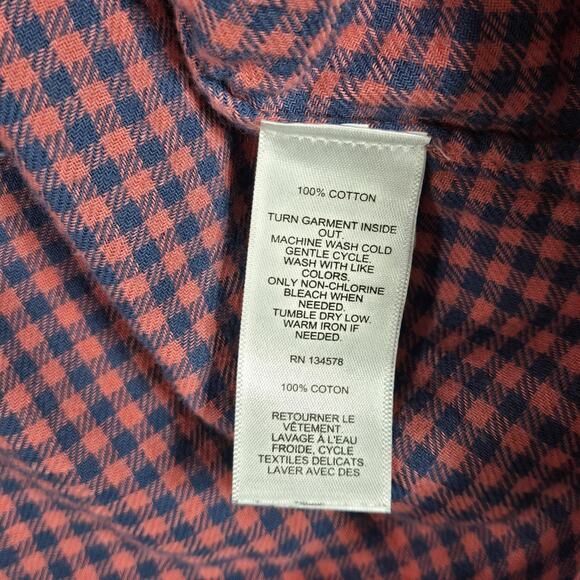 100% COTTON
TURN GARMENT INSIDE
OUT.
MACHINE WASH COLD
GENTLE CYCLE.
WASH WITH LIKE
COLORS.
ONLY NON-CHLORINE
BLEACH WHEN
NEEDED.
TUMBLE DRY LOW.
WARM IRON IF
NEEDED.
RN 134578
100% COTON
RETOURNER LE
VÊTEMENT
LAVAGE À L'EAU
FROIDE, CYCLE
TEXTILES DELICATS
LAVER AVEC DES